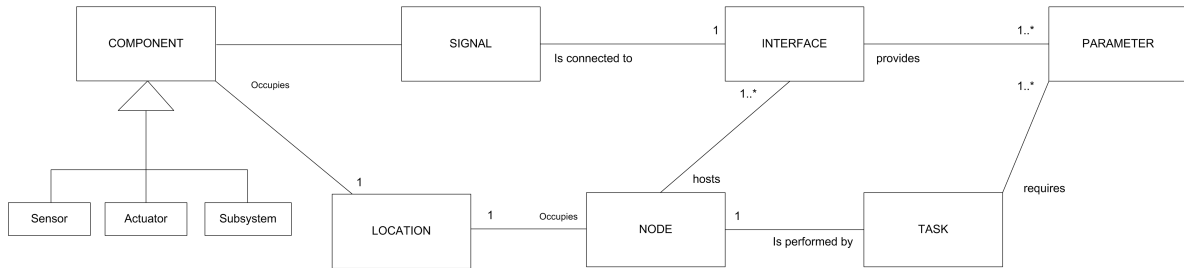 COMPONENT
SIGNAL
INTERFACE
PARAMETER
1
1..*
Is connected to
provides
Occupies
1..*
1..*
hosts
requires
1
Sensor
Actuator
Subsystem
LOCATION
1
Occupies
NODE
1
Is performed by
TASK